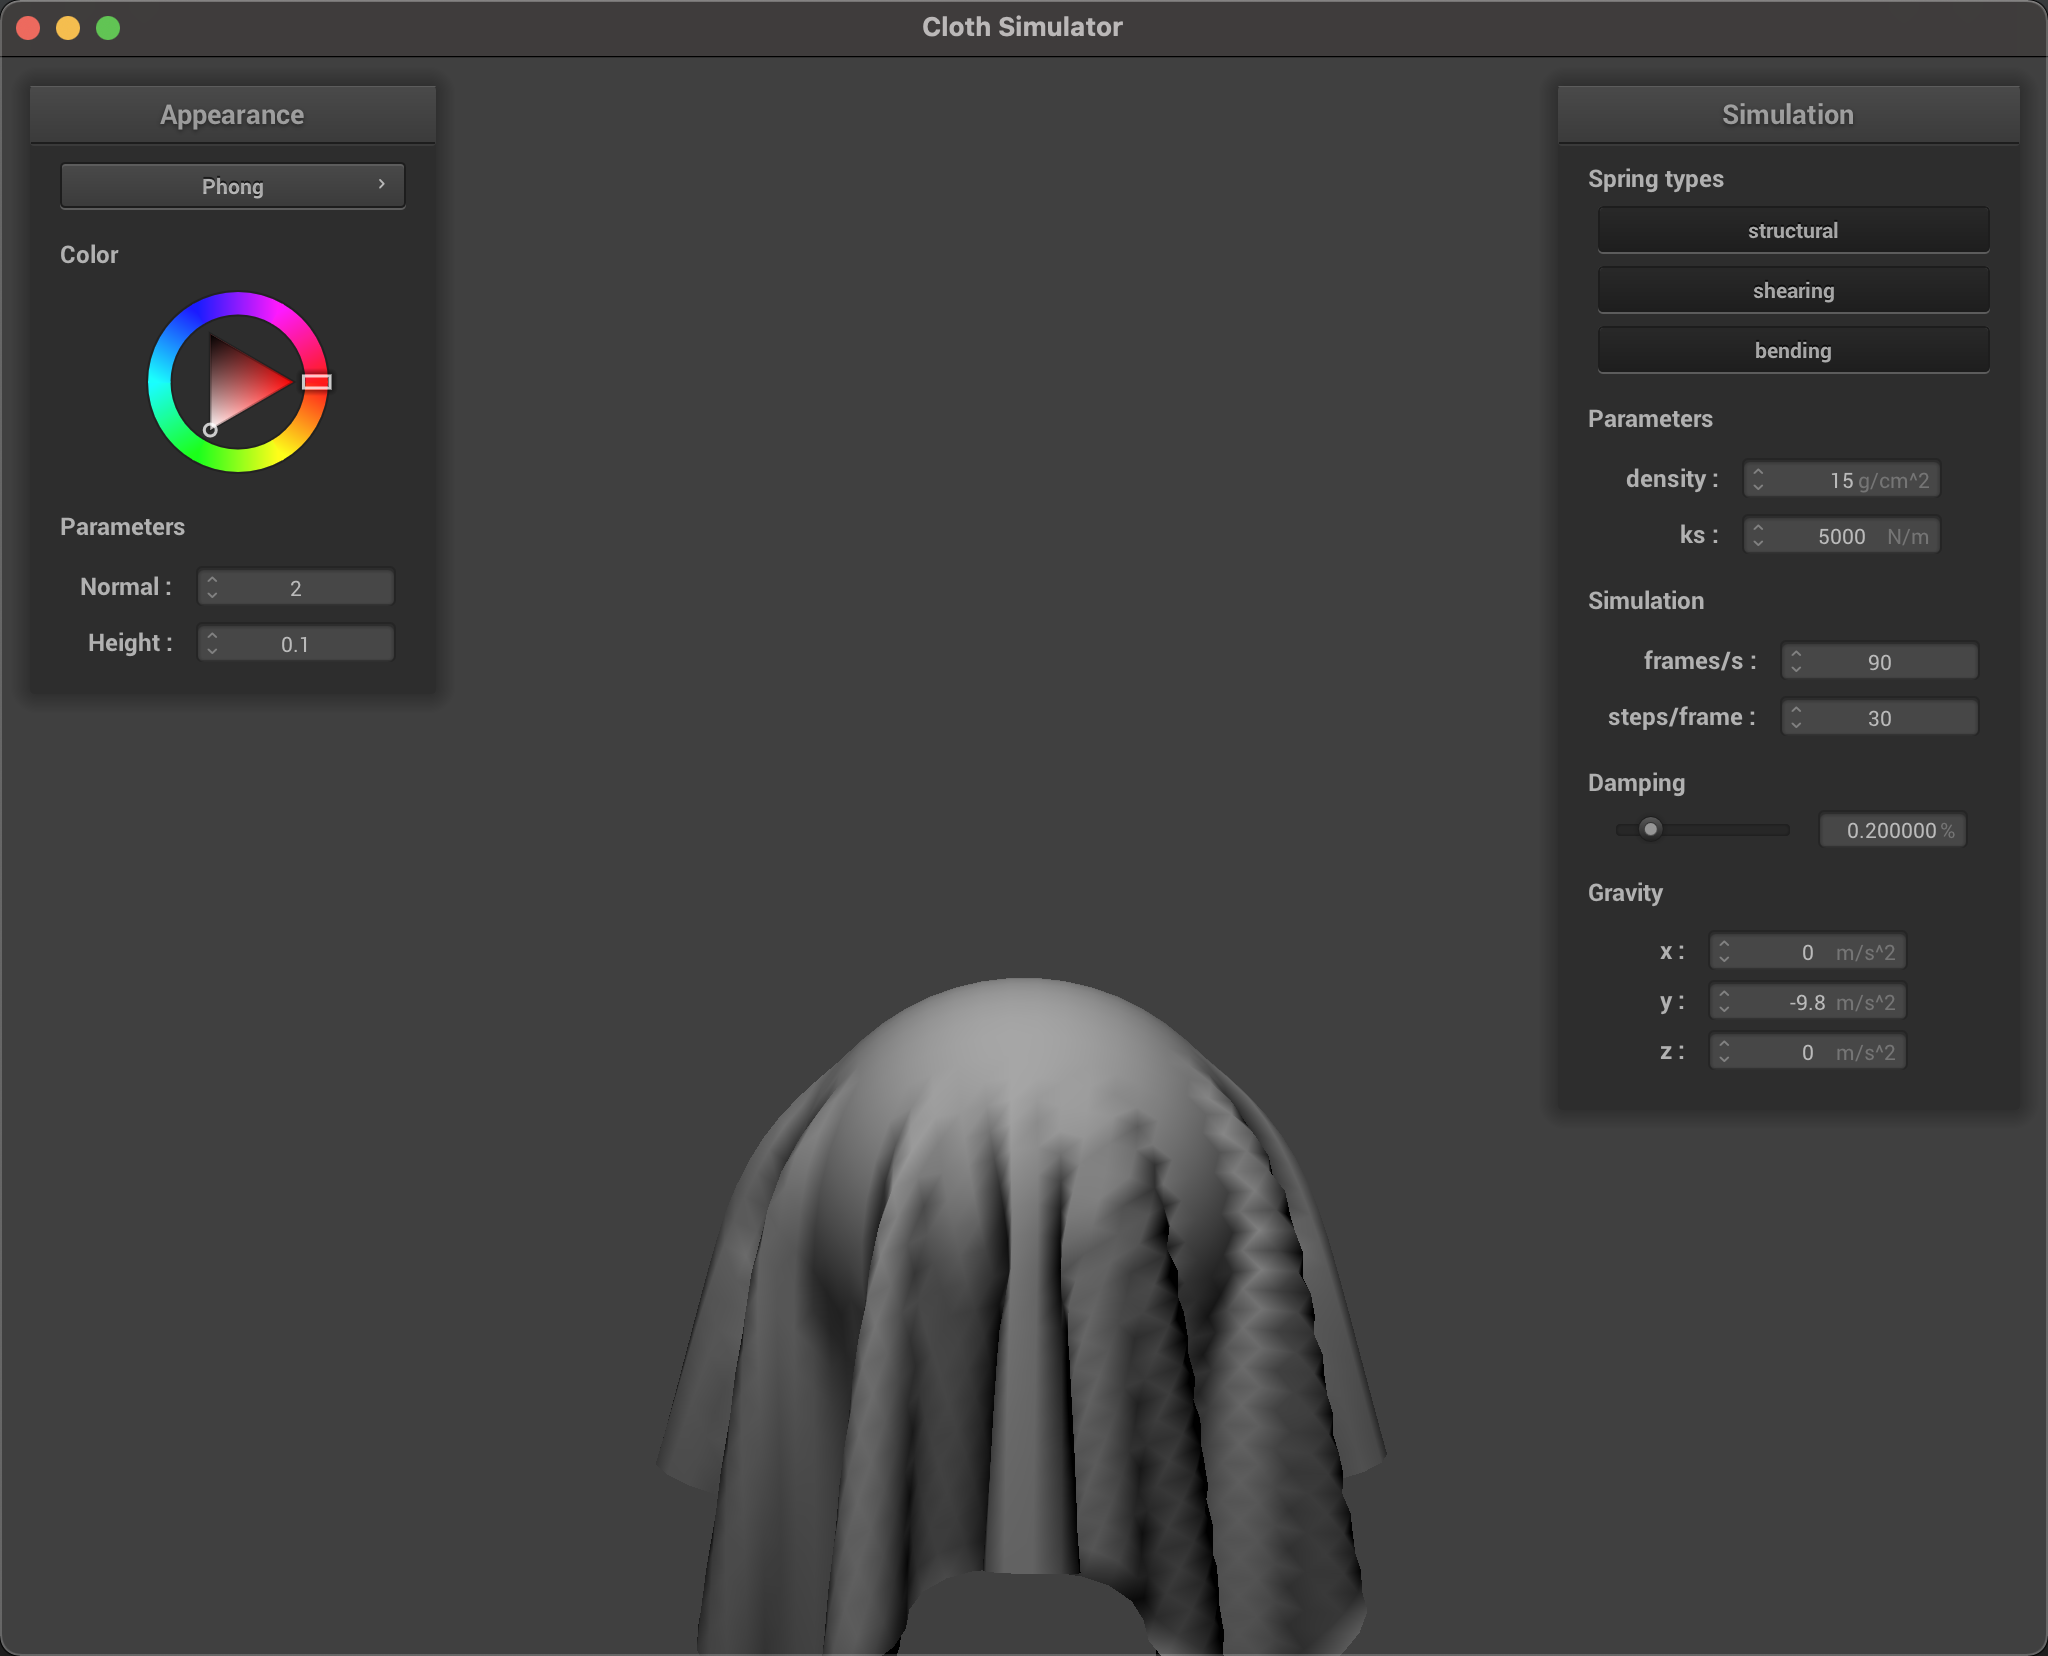 Cloth Simulator
Appearance
Phong
Color
Parameters
Normal : 2
Height : 0.1
Simulation
Spring types
structural
shearing
bending
Parameters
density : 15 g/cm^2
ks : 5000 N/m
Simulation
frames/s : 90
steps/frame : 30
Damping
0.200000 %
Gravity
x : 0 m/s^2
y : -9.8 m/s^2
z : 0 m/s^2